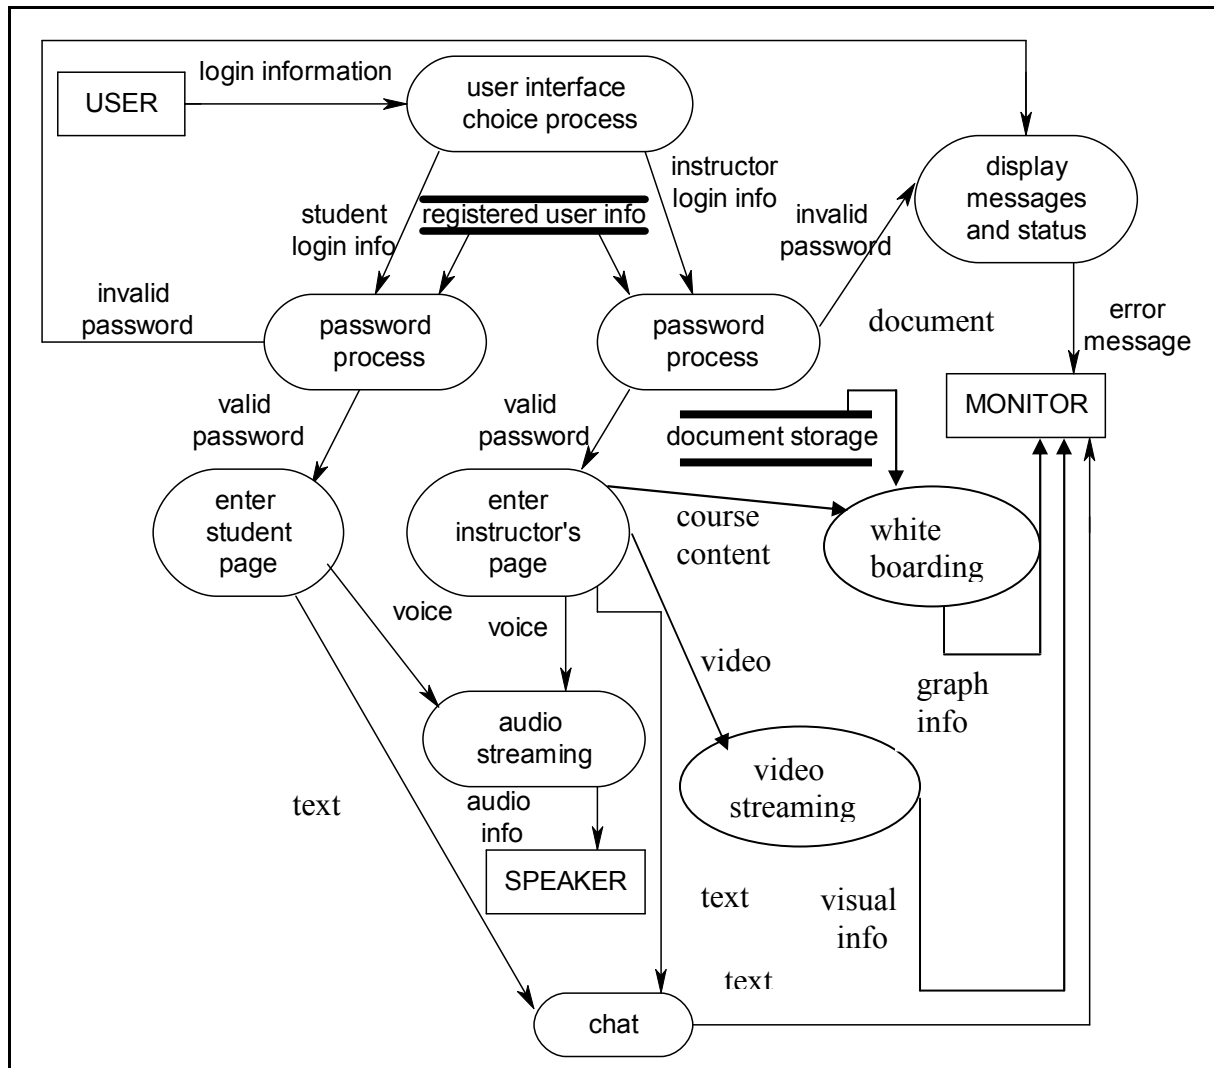 login information
USER
user interface
choice process
instructor
login info
display
messages
and status
student
login info
registered user info
invalid
password
invalid
password
password
process
password
process
document
error
message
MONITOR
valid
password
valid
password
document storage
enter
student
page
enter
instructor's
page
course
content
white
boarding
voice
voice
video
graph
info
audio
streaming
video
streaming
text
audio
info
SPEAKER
text
visual
info
text
chat